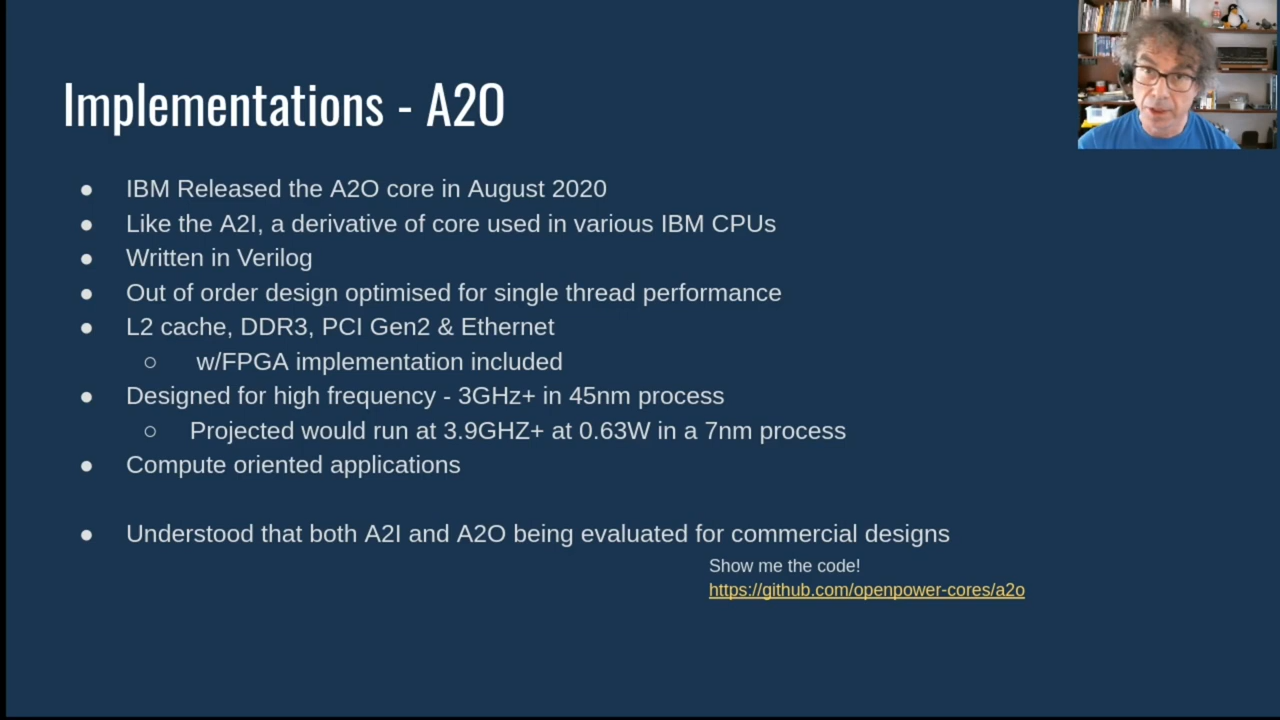 Implementations - A2O
● IBM Released the A2O core in August 2020
● Like the A2I, a derivative of core used in various IBM CPUs
● Written in Verilog
● Out of order design optimised for single thread performance
● L2 cache, DDR3, PCI Gen2 & Ethernet
○ w/FPGA implementation included
● Designed for high frequency - 3GHz+ in 45nm process
○ Projected would run at 3.9GHZ+ at 0.63W in a 7nm process
● Compute oriented applications
● Understood that both A2I and A2O being evaluated for commercial designs
Show me the code!
https://github.com/openpower-cores/a2o